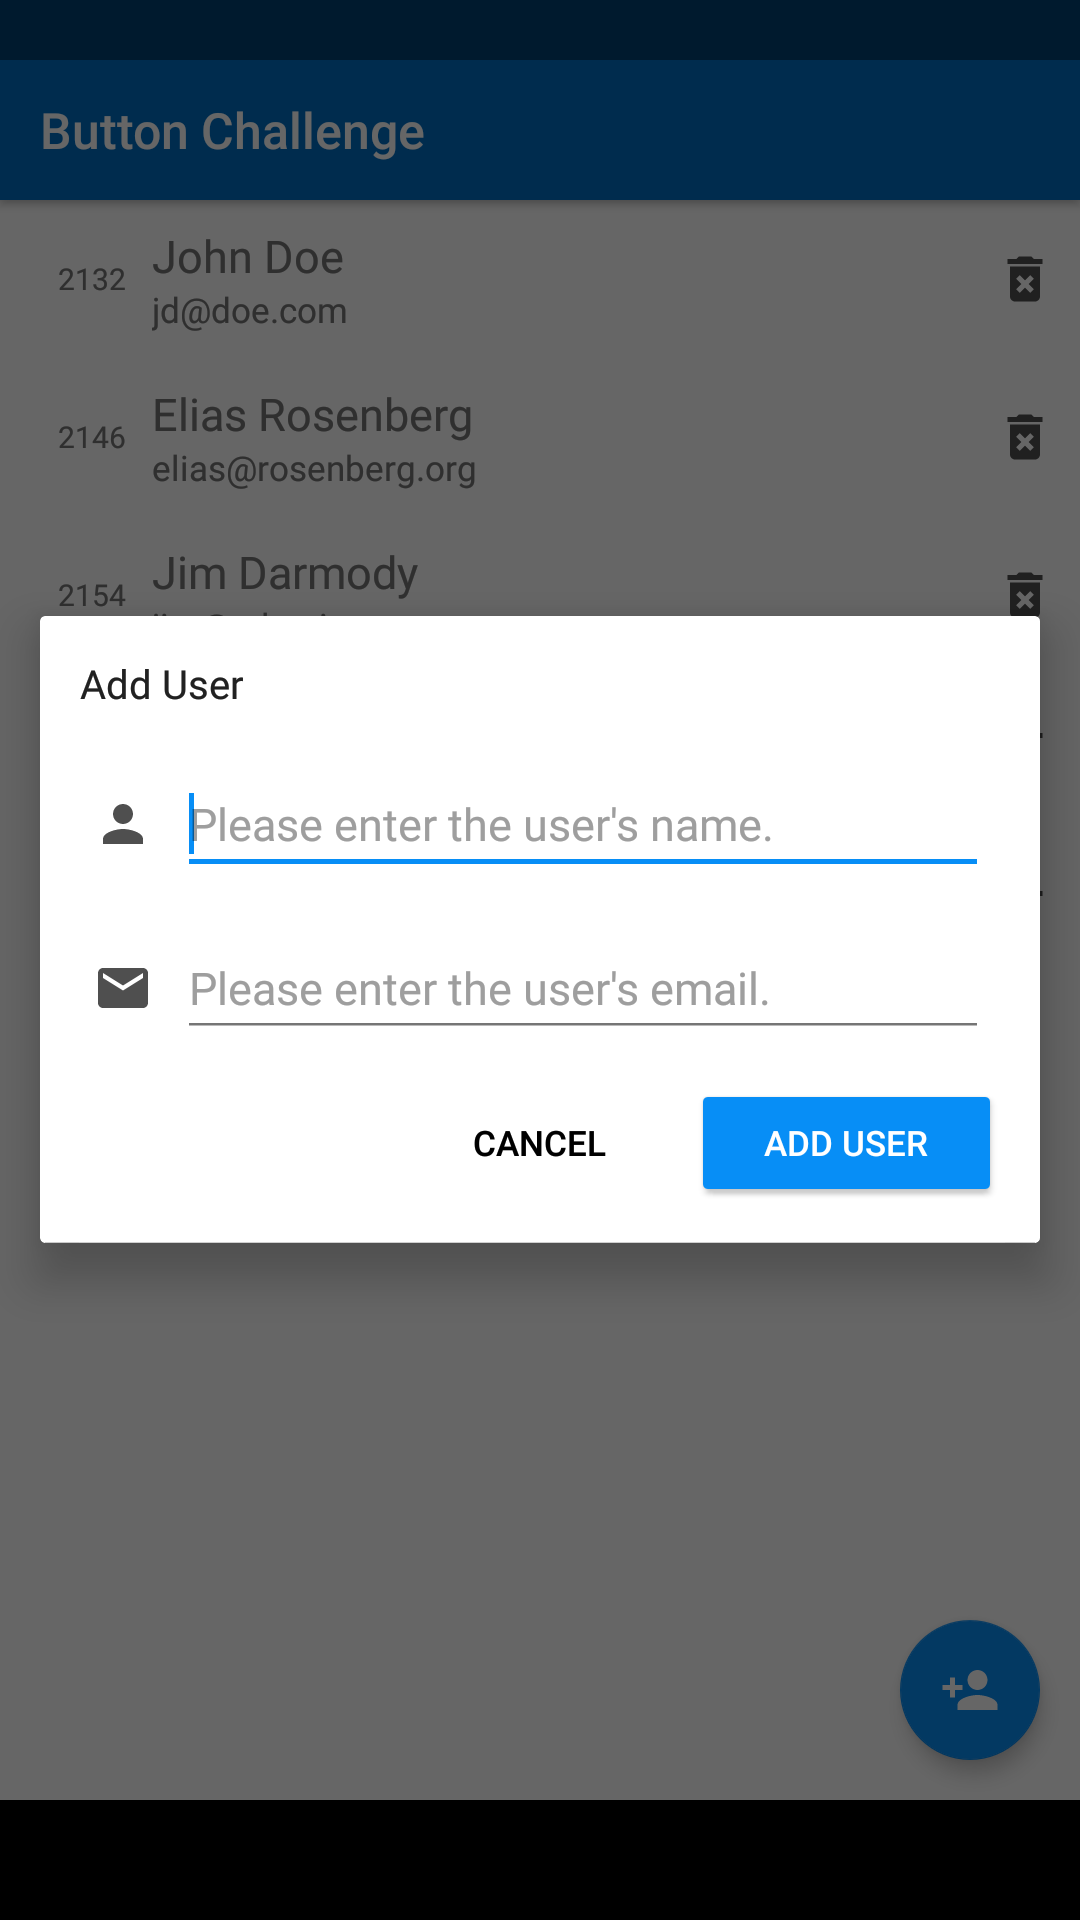 Button Challenge
2132
John Doe
jd@doe.com
2146
Elias Rosenberg
elias@rosenberg.org
2154
Jim Darmody
Add User
Please enter the user's name.
Please enter the user's email.
CANCEL
ADD USER